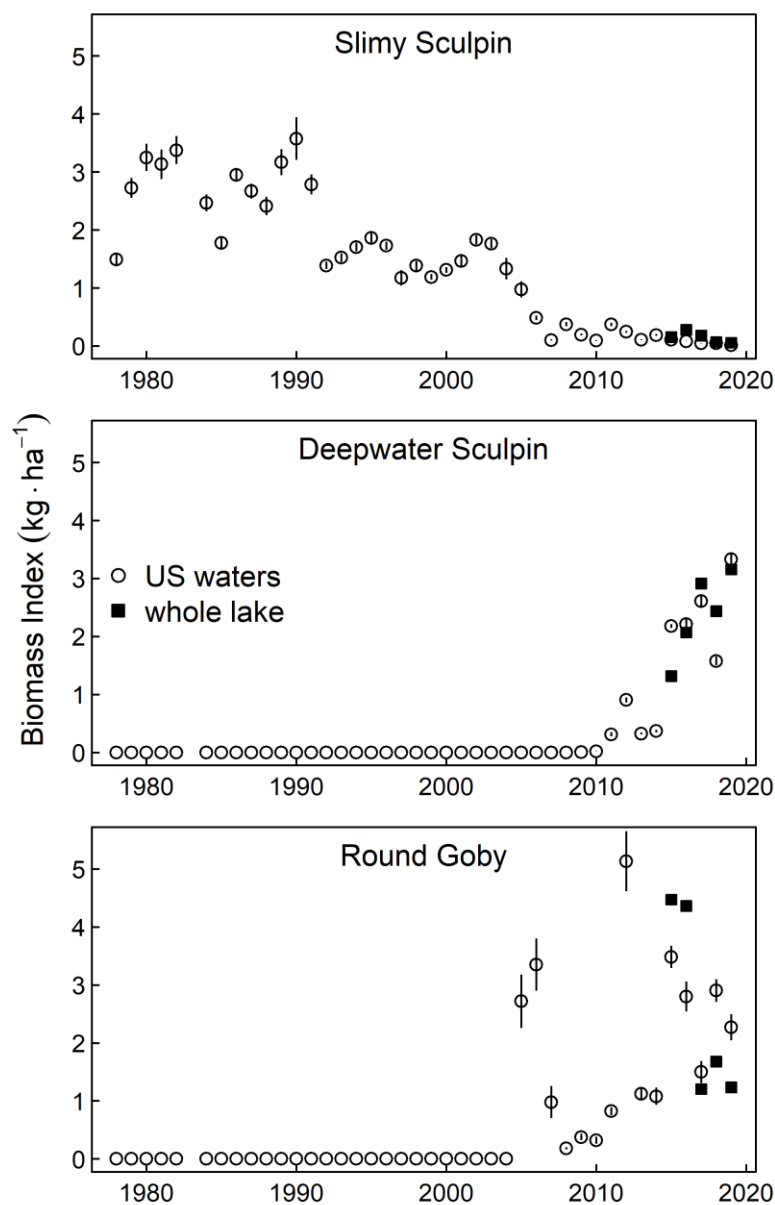 Slimy Sculpin
5
4
3
2
1
0
1980 1990 2000 2010 2020
Biomass Index (kg · ha⁻¹)
Deepwater Sculpin
5
4
3
2
1
0
US waters
whole lake
1980 1990 2000 2010 2020
Round Goby
5
4
3
2
1
0
1980 1990 2000 2010 2020